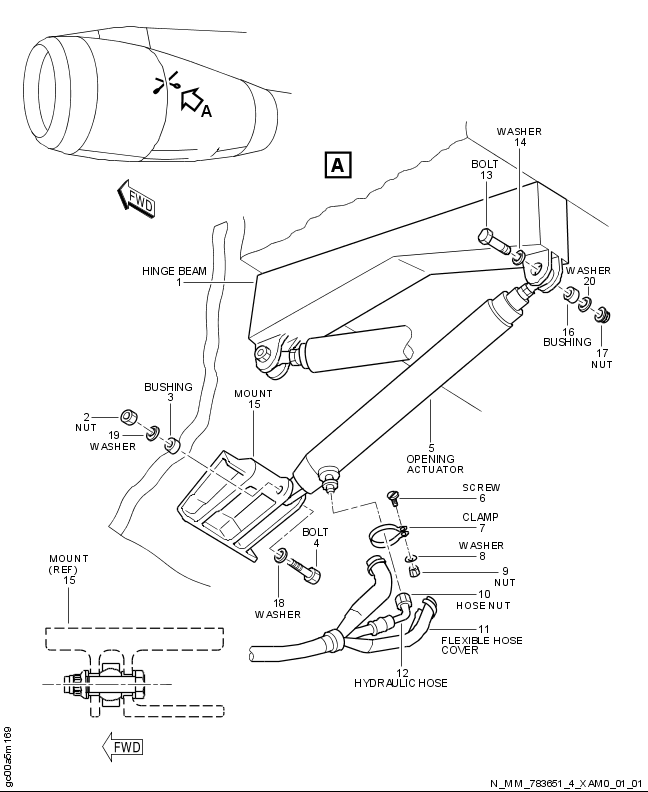 A
A
FWD
WASHER
14
BOLT
13
HINGE BEAM
1
WASHER
20
16
BUSHING
17
NUT
BUSHING
3
MOUNT
15
2
NUT
19
WASHER
5
OPENING
ACTUATOR
SCREW
6
CLAMP
7
BOLT
4
WASHER
8
MOUNT
(REF)
15
9
NUT
18
WASHER
10
HOSE NUT
11
FLEXIBLE HOSE
COVER
12
HYDRAULIC HOSE
FWD
gc00a5m169
N_MM_783651_4_XAM0_01_01